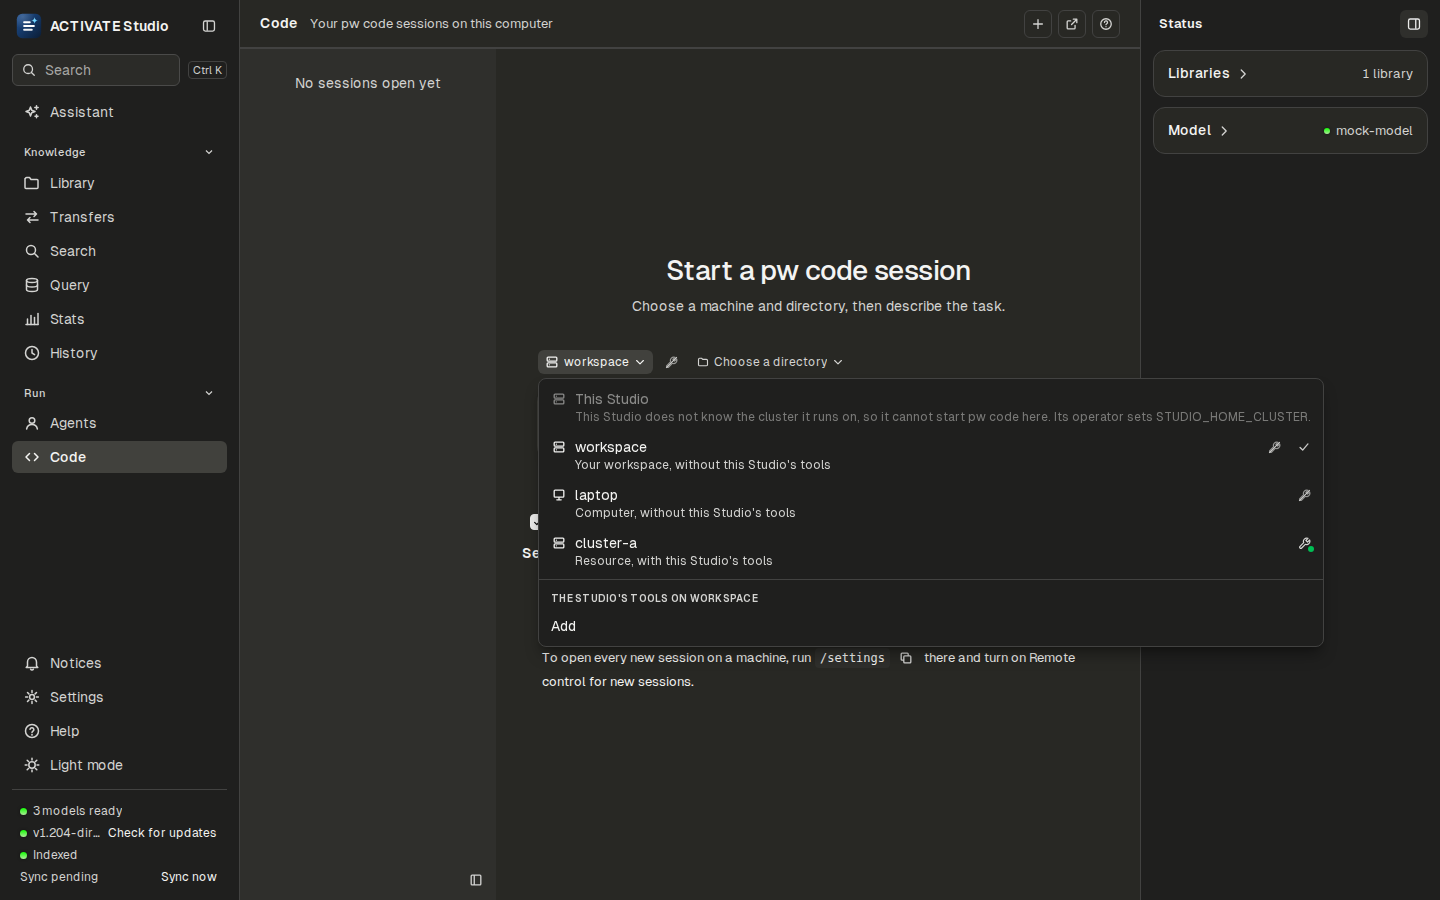 ACTIVATE Studio
Search
Ctrl K
Assistant
Knowledge
Library
Transfers
Search
Query
Stats
History
Run
Agents
Code
Notices
Settings
Help
Light mode
3 models ready
v1.204-dir... Check for updates
Indexed
Sync pending Sync now
Code Your pw code sessions on this computer
No sessions open yet
Start a pw code session
Choose a machine and directory, then describe the task.
workspace Choose a directory
This Studio
This Studio does not know the cluster it runs on, so it cannot start pw code here. Its operator sets STUDIO_HOME_CLUSTER.
workspace
Your workspace, without this Studio's tools
laptop
Computer, without this Studio's tools
cluster-a
Resource, with this Studio's tools
Se
THE STUDIO'S TOOLS ON WORKSPACE
Add
To open every new session on a machine, run /settings there and turn on Remote
control for new sessions.
Status
Libraries 1 library
Model mock-model